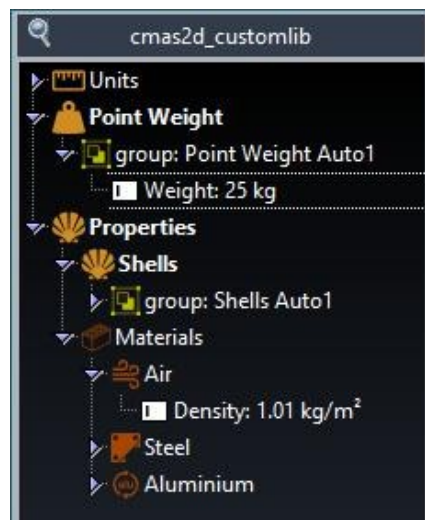 cmas2d_customlib
Units
Point Weight
group: Point Weight Auto1
Weight: 25 kg
Properties
Shells
group: Shells Auto1
Materials
Air
Density: 1.01 kg/m²
Steel
Aluminium